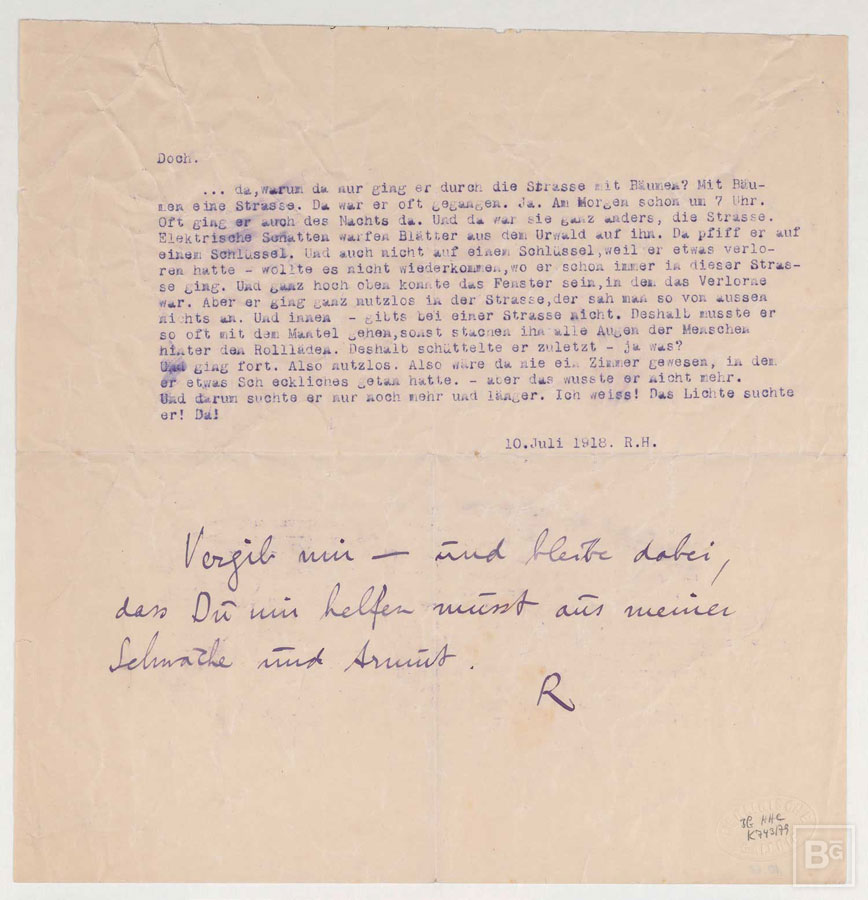 Doch.
... da,warum da nur ging er durch die Strasse mit Bäumen? Mit Bäu-
men eine Strasse. Da war er oft gegangen. Ja. Am Morgen schon um 7 Uhr.
Oft ging er auch des Nachts da. Und da war sie ganz anders, die Strasse.
Elektrische Schatten warfen Blätter aus dem Urwald auf ihn. Da pfiff er auf
einem Schlüssel. Und auch nicht auf einem Schlüssel,weil er etwas verlo-
ren hatte - wollte es nicht wiederkommen,wo er schon immer in dieser Stras-
se ging. Und ganz hoch oben konnte das Fenster sein,in dem das Verlorne
war. Aber er ging ganz nutzlos in der Strasse,der sah man so von aussen
nichts an. Und innen - gibts bei einer Strasse nicht. Deshalb musste er
so oft mit dem Mantel gehen,sonst stachen ihn alle Augen der Menschen
hinter den Rollläden. Deshalb schüttelte er zuletzt - ja was?
Und ging fort. Also nutzlos. Also wäre da nie ein Zimmer gewesen, in dem
er etwas Sch eckliches getan hatte. - aber das wusste er nicht mehr.
Und darum suchte er nur noch mehr und länger. Ich weiss! Das Lichte suchte
er! Da!
10.Juli 1918. R.H.
Vergib mir — und bleibe dabei,
dass Du mir helfen musst aus meiner
Schwäche und Armut.
R
BG HHC
K743/79
BG